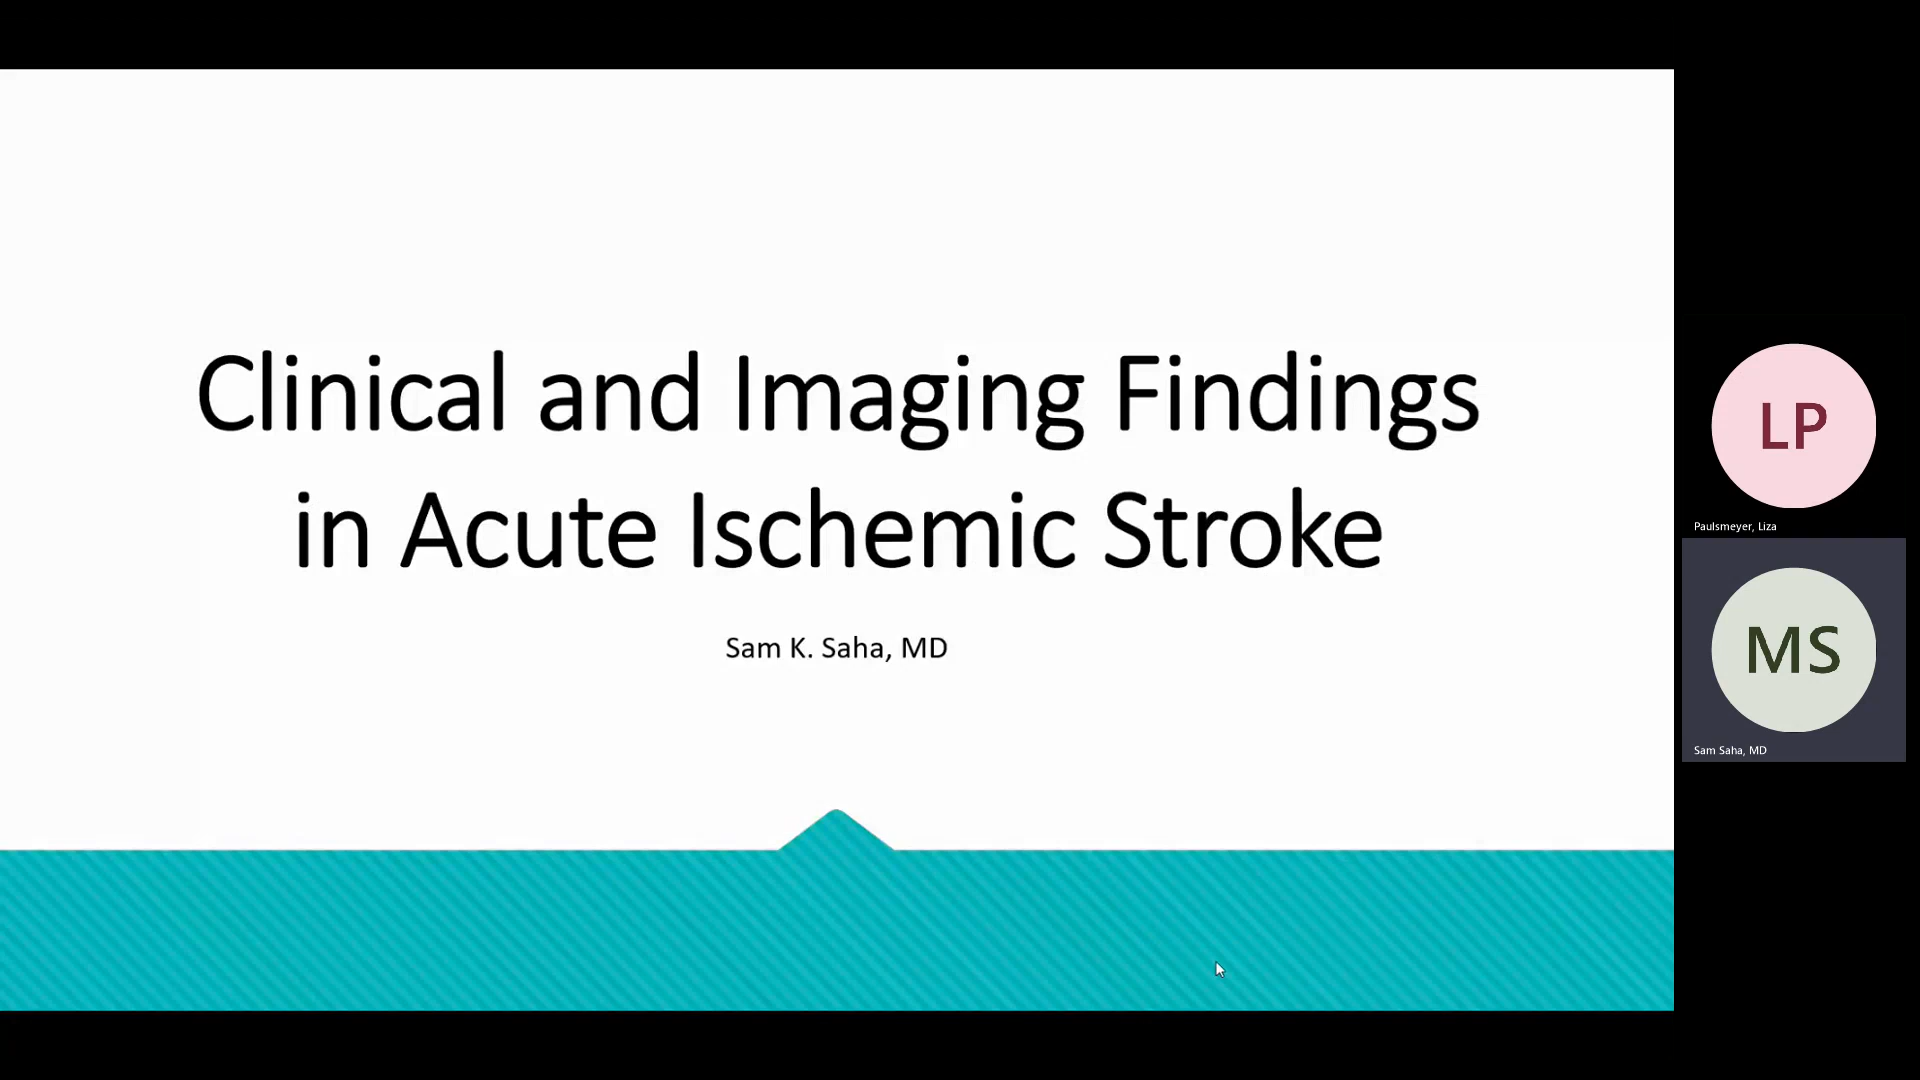 Clinical and Imaging Findings
in Acute Ischemic Stroke
Sam K. Saha, MD
LP
Paulsmeyer, Liza
MS
Sam Saha, MD